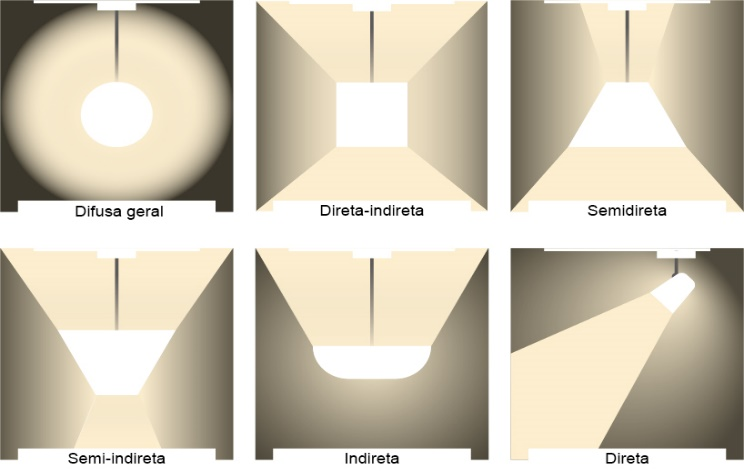 Difusa geral
Direta-indireta
Semidireta
Semi-indireta
Indireta
Direta